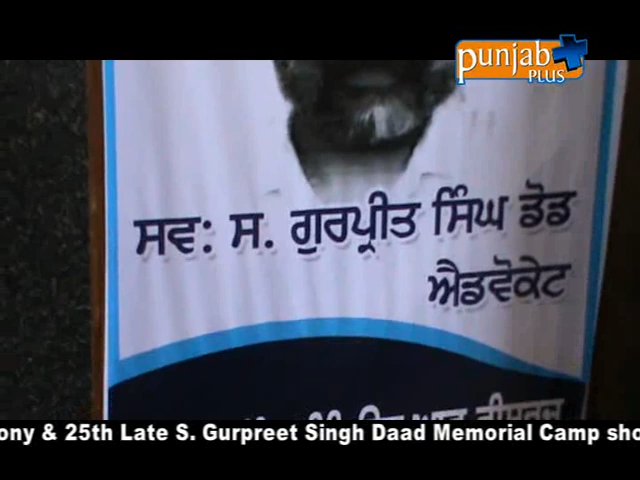 punjab
PLUS
ਸਵ: ਸ. ਗੁਰਪ੍ਰੀਤ ਸਿੰਘ ਡੋਡ
ਐਡਵੋਕੇਟ
ony & 25th Late S. Gurpreet Singh Daad Memorial Camp sho